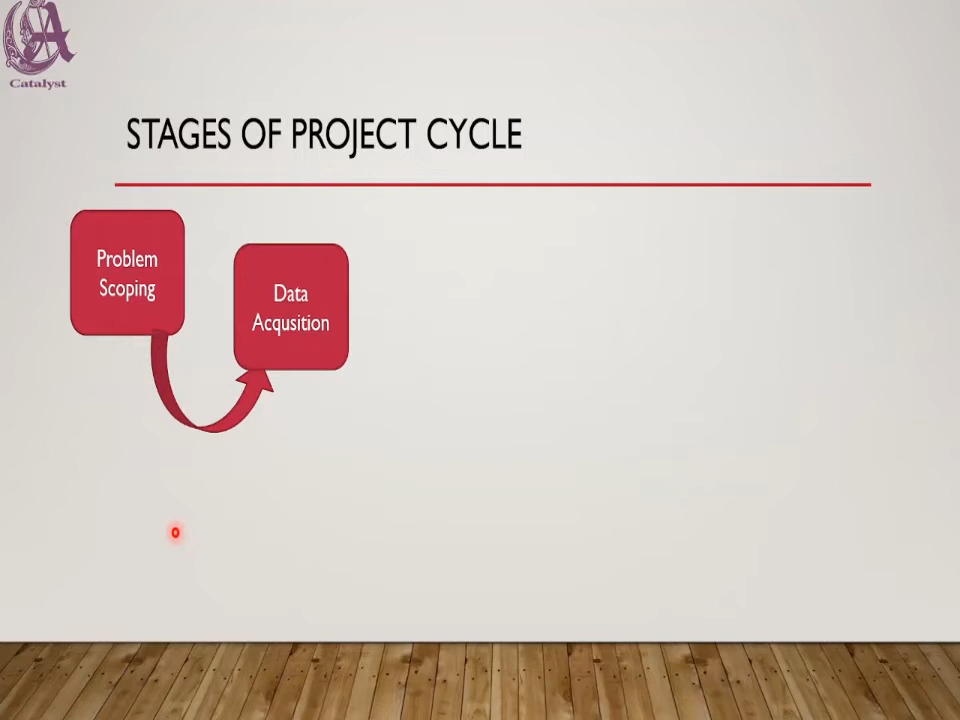 Catalyst
STAGES OF PROJECT CYCLE
Problem
Scoping
Data
Acqusition